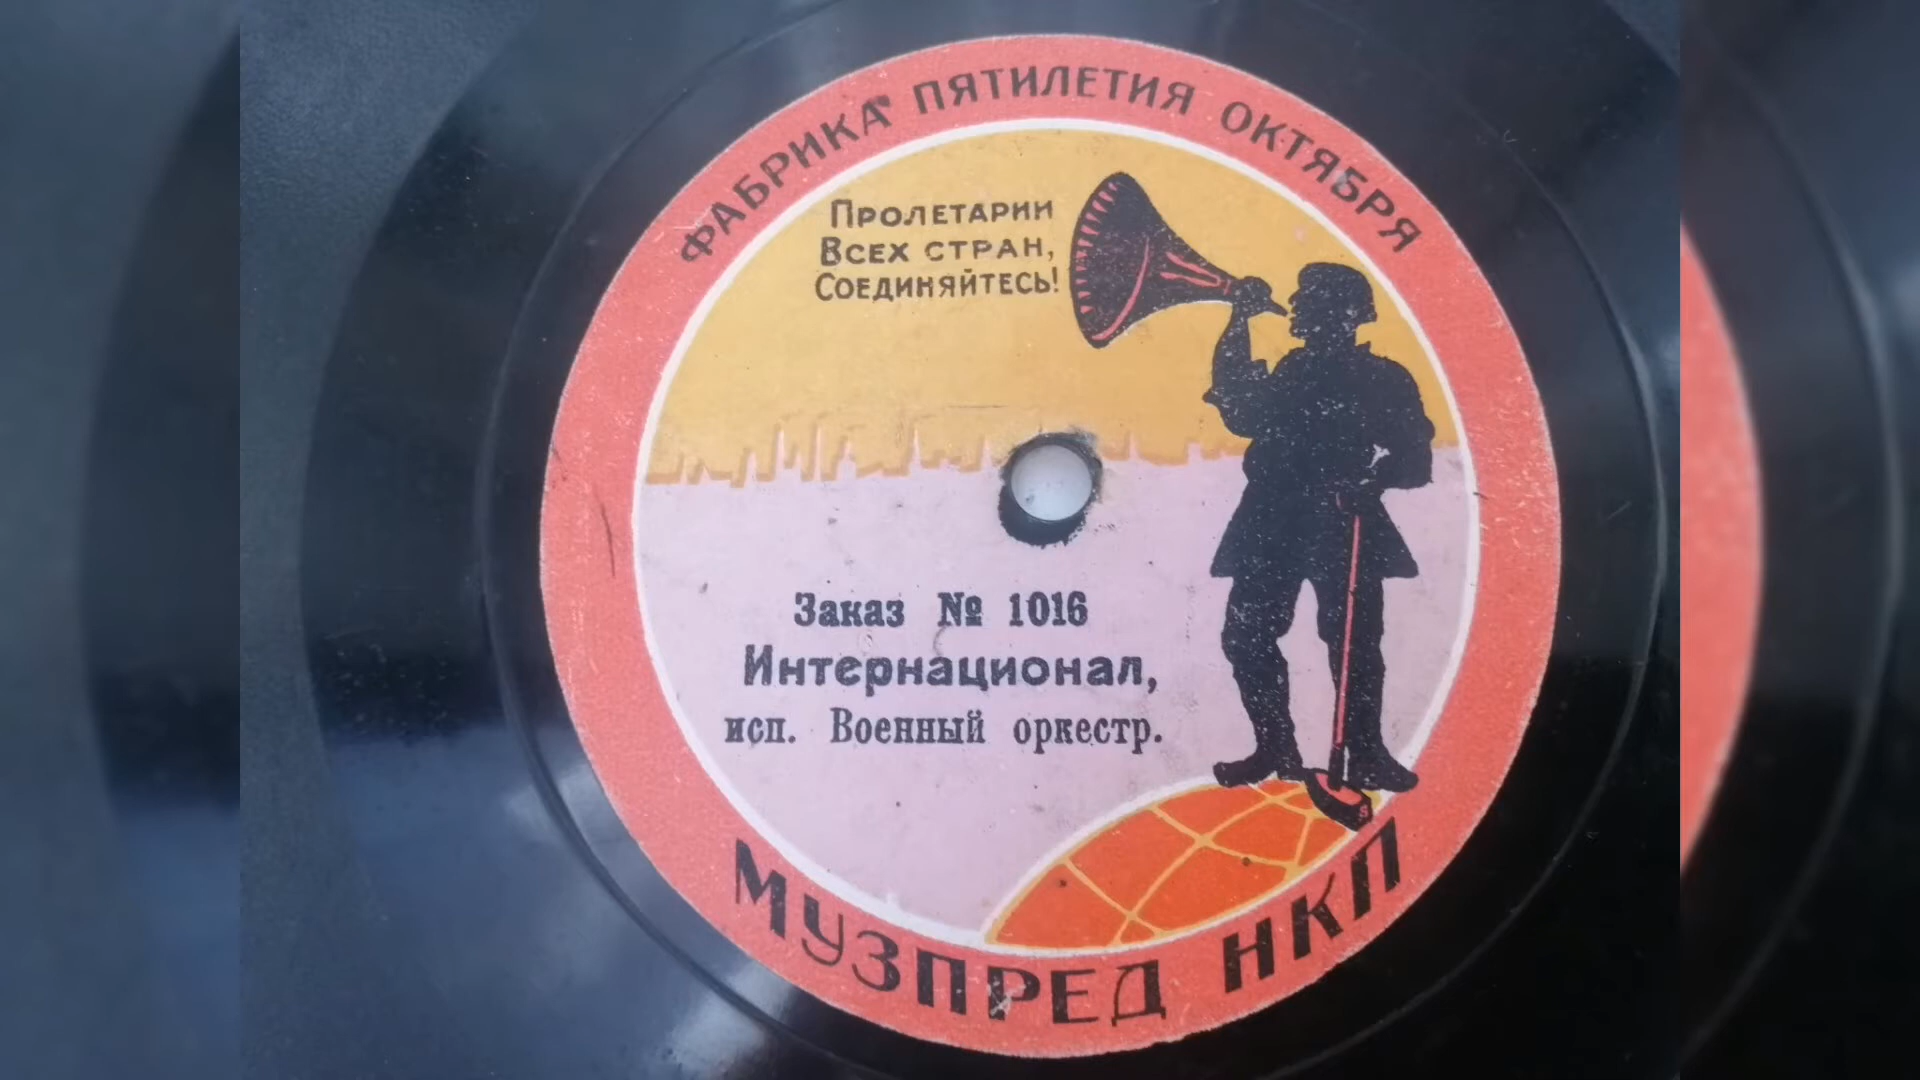 ФАБРИКА ПЯТИЛЕТИЯ ОКТЯБРЯ
Пролетарии
Всех стран,
Соединяйтесь!
Заказ № 1016
Интернационал,
исп. Военный оркестр.
МУЗПРЕД НКП